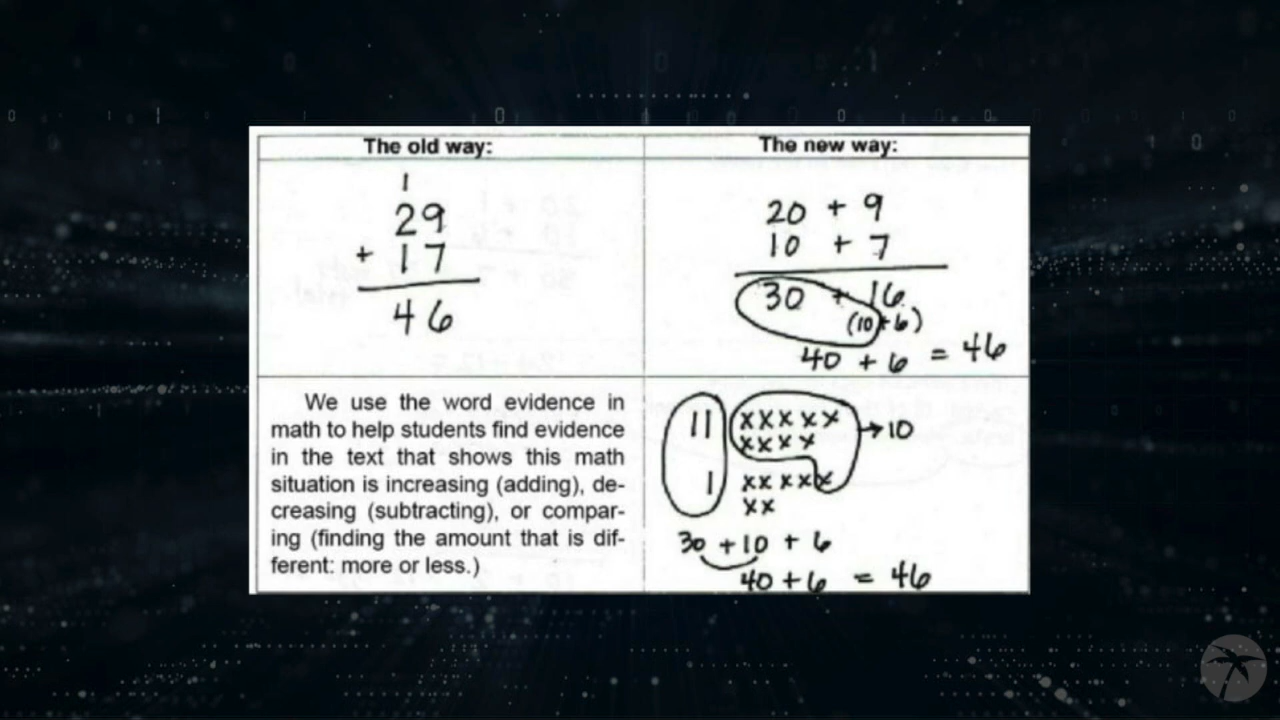 The old way:
1
29
+ 17
46
The new way:
20 + 9
10 + 7
30 + 16
(10+6)
40 + 6 = 46
We use the word evidence in
math to help students find evidence
in the text that shows this math
situation is increasing (adding), de-
creasing (subtracting), or compar-
ing (finding the amount that is dif-
ferent: more or less.)
11 xxxxx →10
xxxx
1 xxxxx
xx
30 + 10 + 6
40 + 6 = 46